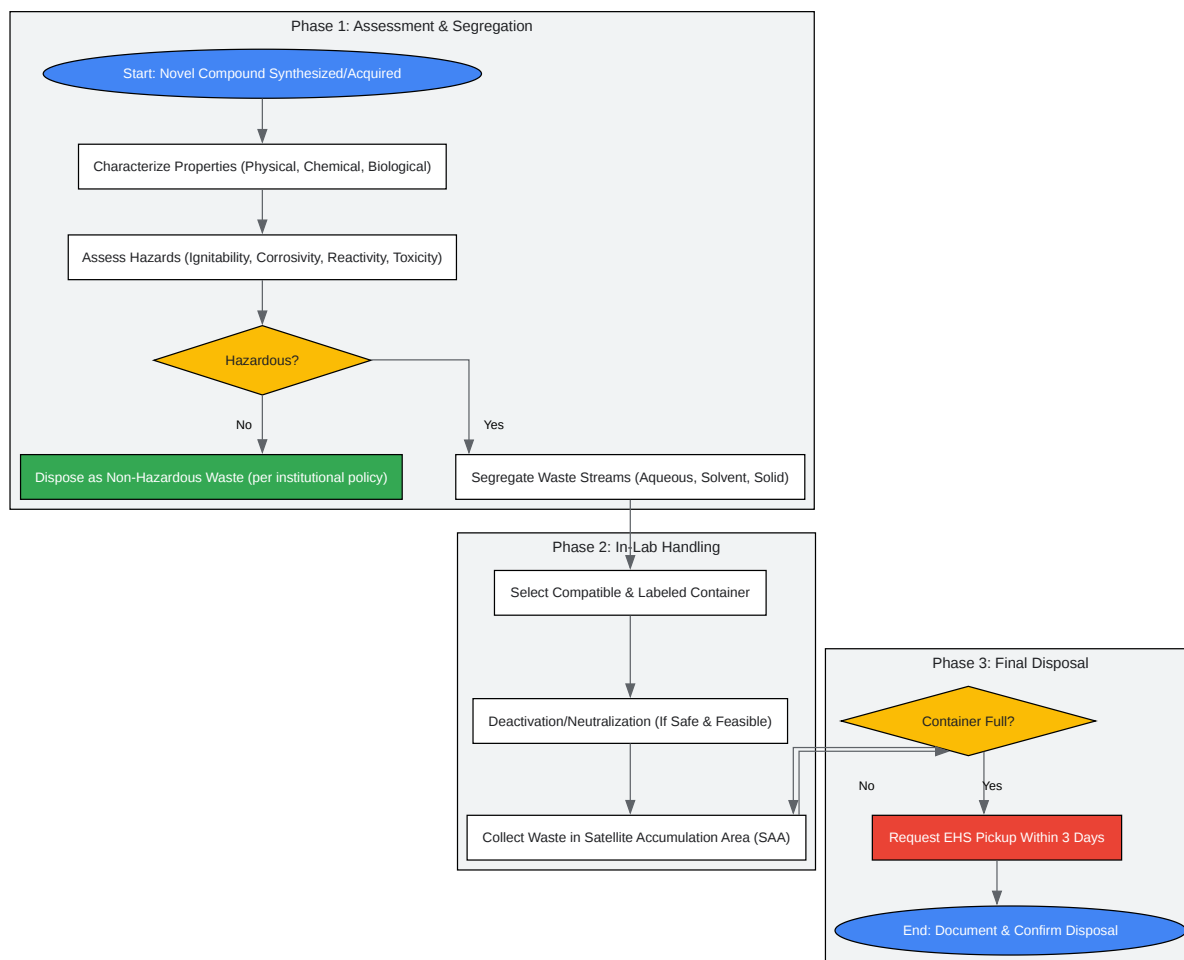 Phase 1: Assessment & Segregation
Start: Novel Compound Synthesized/Acquired
Characterize Properties (Physical, Chemical, Biological)
Assess Hazards (Ignitability, Corrosivity, Reactivity, Toxicity)
Hazardous?
No
Yes
Dispose as Non-Hazardous Waste (per institutional policy)
Segregate Waste Streams (Aqueous, Solvent, Solid)
Phase 2: In-Lab Handling
Select Compatible & Labeled Container
Deactivation/Neutralization (If Safe & Feasible)
Collect Waste in Satellite Accumulation Area (SAA)
Phase 3: Final Disposal
Container Full?
No
Yes
Request EHS Pickup Within 3 Days
End: Document & Confirm Disposal